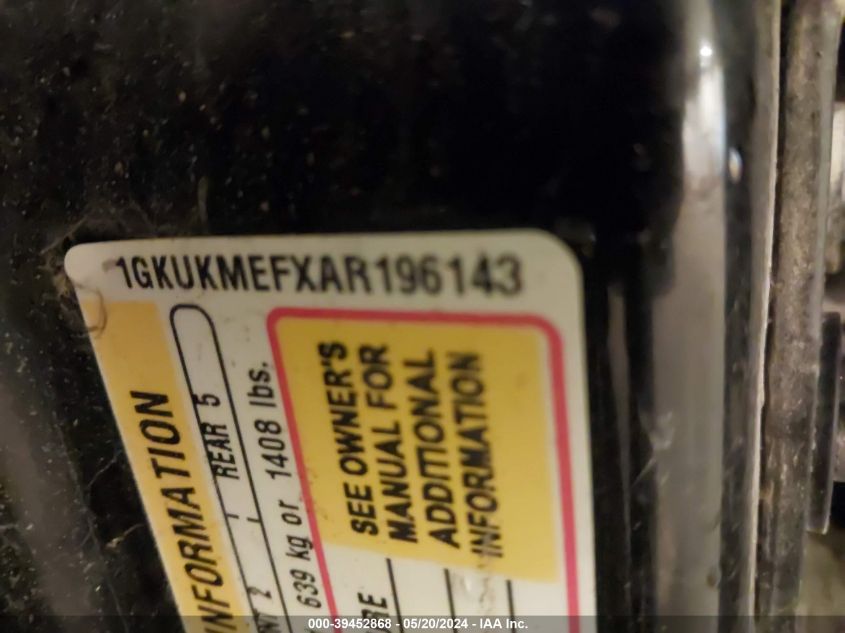 1GKUKMEFXAR196143
INFORMATION
2 | REAR 5
639 kg or 1408 lbs.
SEE OWNER'S
MANUAL FOR
ADDITIONAL
INFORMATION
000-39452868 - 05/20/2024 - IAA Inc.